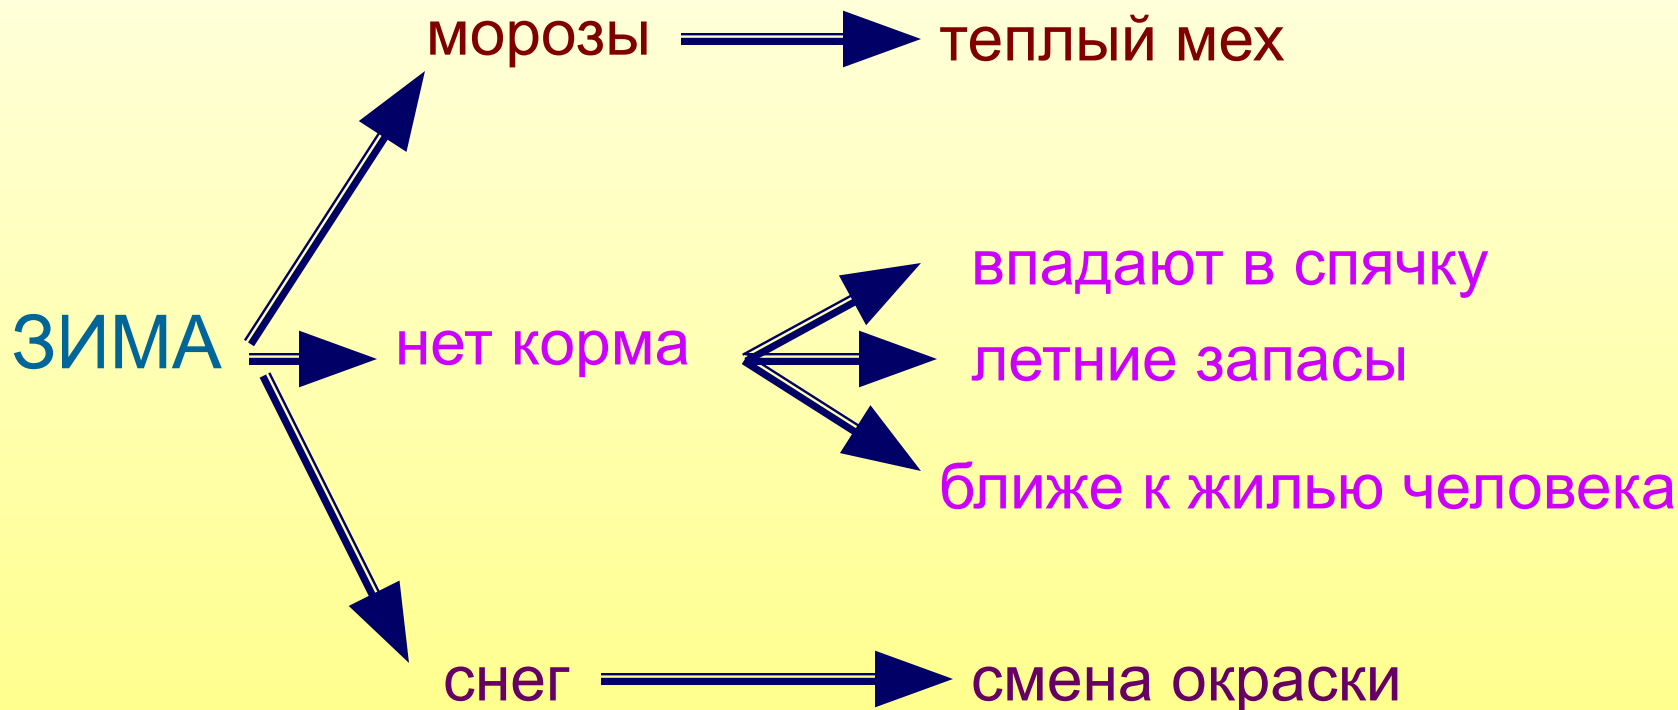 морозы
теплый мех
впадают в спячку
ЗИМА
нет корма
летние запасы
ближе к жилью человека
снег
смена окраски